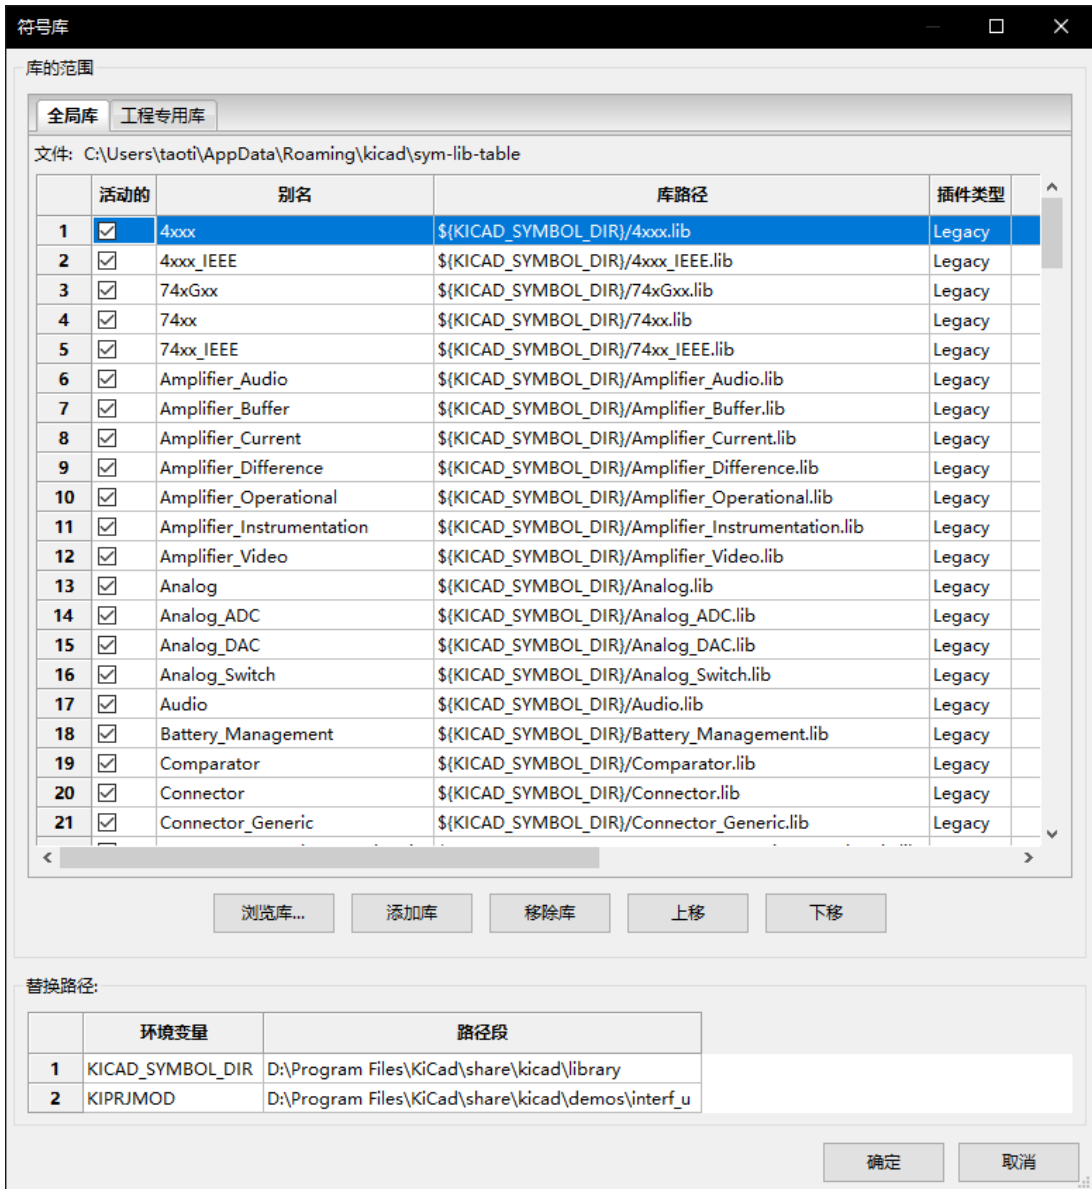 符号库
库的范围
全局库 工程专用库
文件: C:\Users\taoti\AppData\Roaming\kicad\sym-lib-table
活动的 别名 库路径 插件类型
1 4xxx ${KICAD_SYMBOL_DIR}/4xxx.lib Legacy
2 4xxx_IEEE ${KICAD_SYMBOL_DIR}/4xxx_IEEE.lib Legacy
3 74xGxx ${KICAD_SYMBOL_DIR}/74xGxx.lib Legacy
4 74xx ${KICAD_SYMBOL_DIR}/74xx.lib Legacy
5 74xx_IEEE ${KICAD_SYMBOL_DIR}/74xx_IEEE.lib Legacy
6 Amplifier_Audio ${KICAD_SYMBOL_DIR}/Amplifier_Audio.lib Legacy
7 Amplifier_Buffer ${KICAD_SYMBOL_DIR}/Amplifier_Buffer.lib Legacy
8 Amplifier_Current ${KICAD_SYMBOL_DIR}/Amplifier_Current.lib Legacy
9 Amplifier_Difference ${KICAD_SYMBOL_DIR}/Amplifier_Difference.lib Legacy
10 Amplifier_Operational ${KICAD_SYMBOL_DIR}/Amplifier_Operational.lib Legacy
11 Amplifier_Instrumentation ${KICAD_SYMBOL_DIR}/Amplifier_Instrumentation.lib Legacy
12 Amplifier_Video ${KICAD_SYMBOL_DIR}/Amplifier_Video.lib Legacy
13 Analog ${KICAD_SYMBOL_DIR}/Analog.lib Legacy
14 Analog_ADC ${KICAD_SYMBOL_DIR}/Analog_ADC.lib Legacy
15 Analog_DAC ${KICAD_SYMBOL_DIR}/Analog_DAC.lib Legacy
16 Analog_Switch ${KICAD_SYMBOL_DIR}/Analog_Switch.lib Legacy
17 Audio ${KICAD_SYMBOL_DIR}/Audio.lib Legacy
18 Battery_Management ${KICAD_SYMBOL_DIR}/Battery_Management.lib Legacy
19 Comparator ${KICAD_SYMBOL_DIR}/Comparator.lib Legacy
20 Connector ${KICAD_SYMBOL_DIR}/Connector.lib Legacy
21 Connector_Generic ${KICAD_SYMBOL_DIR}/Connector_Generic.lib Legacy
浏览库... 添加库 移除库 上移 下移
替换路径:
环境变量 路径段
1 KICAD_SYMBOL_DIR D:\Program Files\KiCad\share\kicad\library
2 KIPRJMOD D:\Program Files\KiCad\share\kicad\demos\interf_u
确定 取消